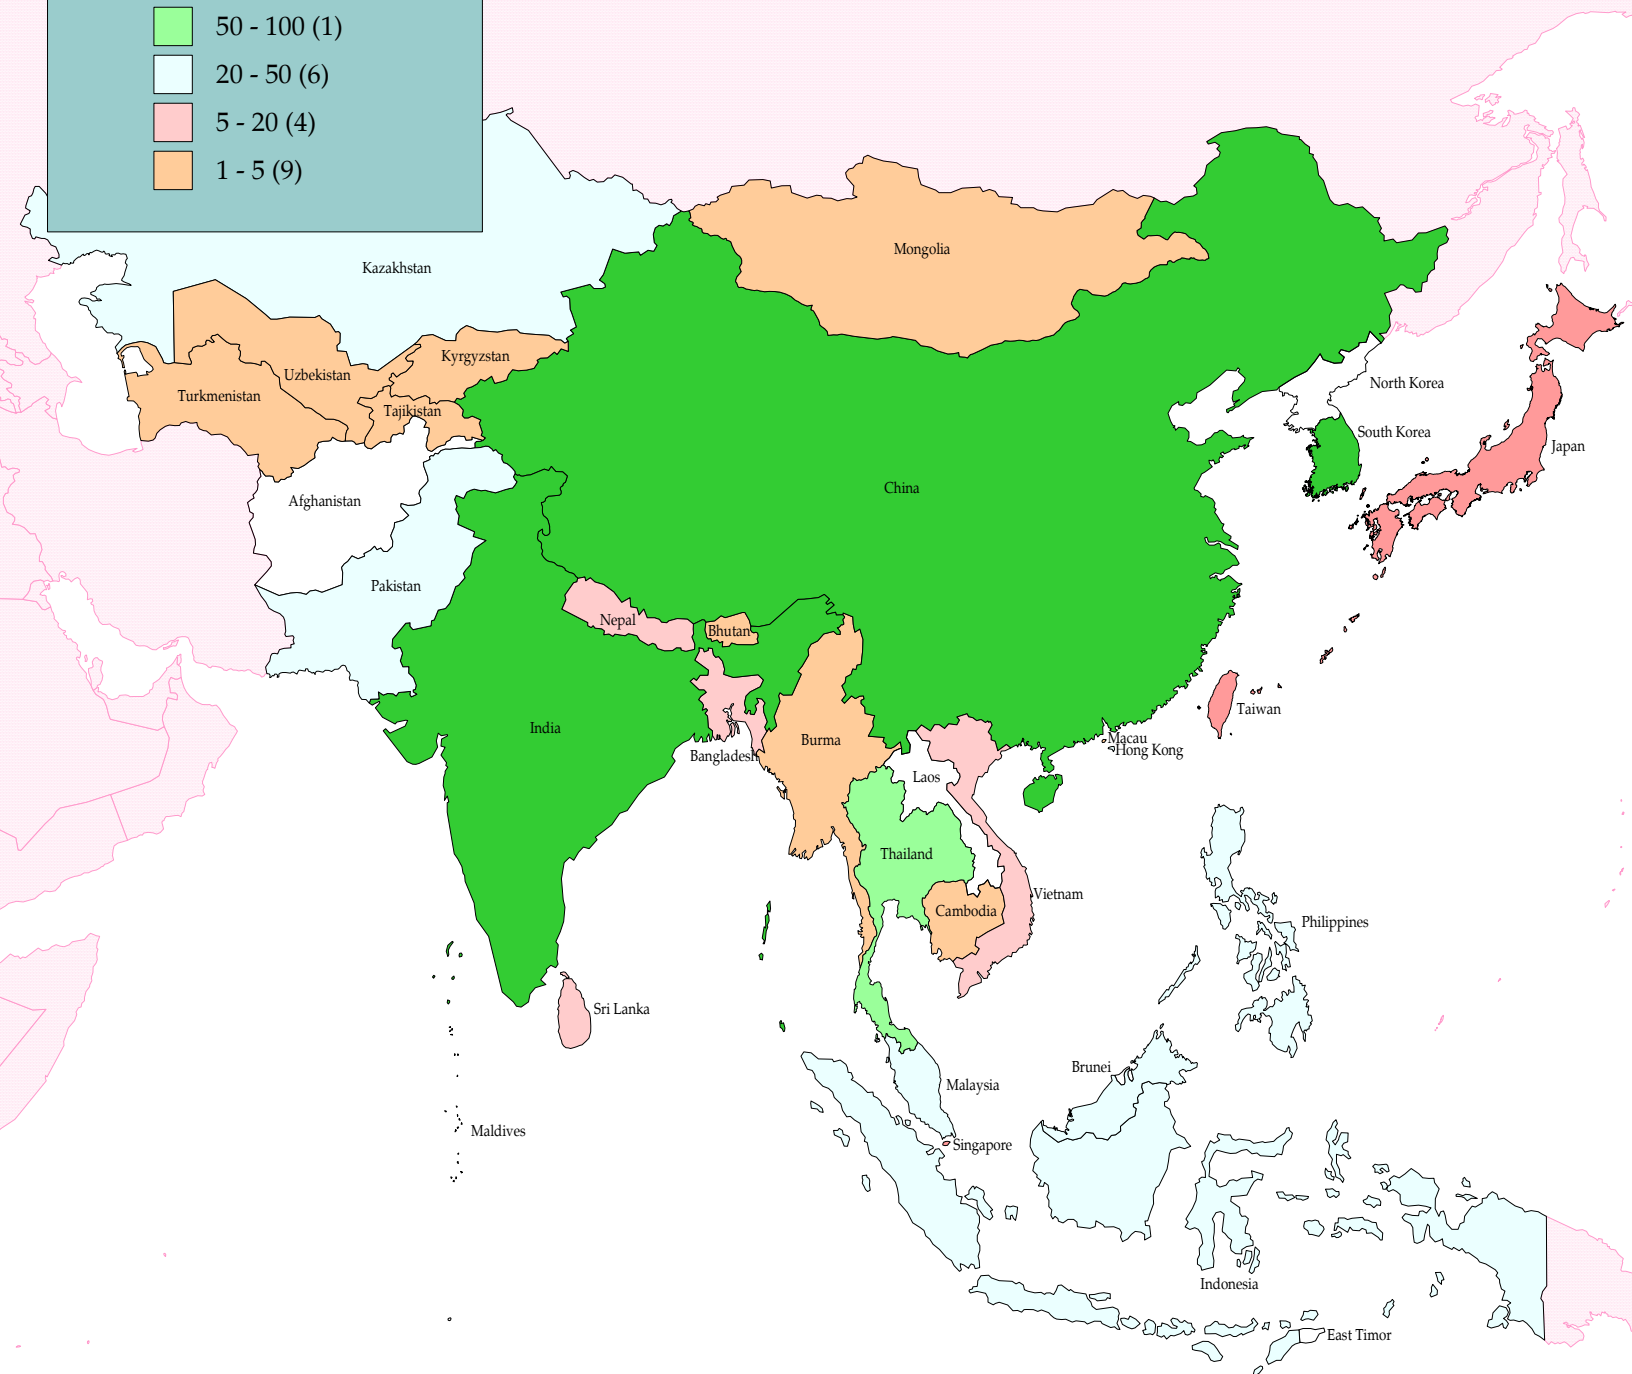 50 - 100 (1)
20 - 50 (6)
5 - 20 (4)
1 - 5 (9)
Mongolia
Kazakhstan
Kyrgyzstan
Uzbekistan
North Korea
Turkmenistan
Tajikistan
South Korea
Japan
China
Afghanistan
Pakistan
Nepal
Bhutan
Taiwan
India
Macau
Burma
Hong Kong
Bangladesh
Laos
Thailand
Vietnam
Cambodia
Philippines
Sri Lanka
Brunei
Malaysia
Maldives
Singapore
Indonesia
East Timor